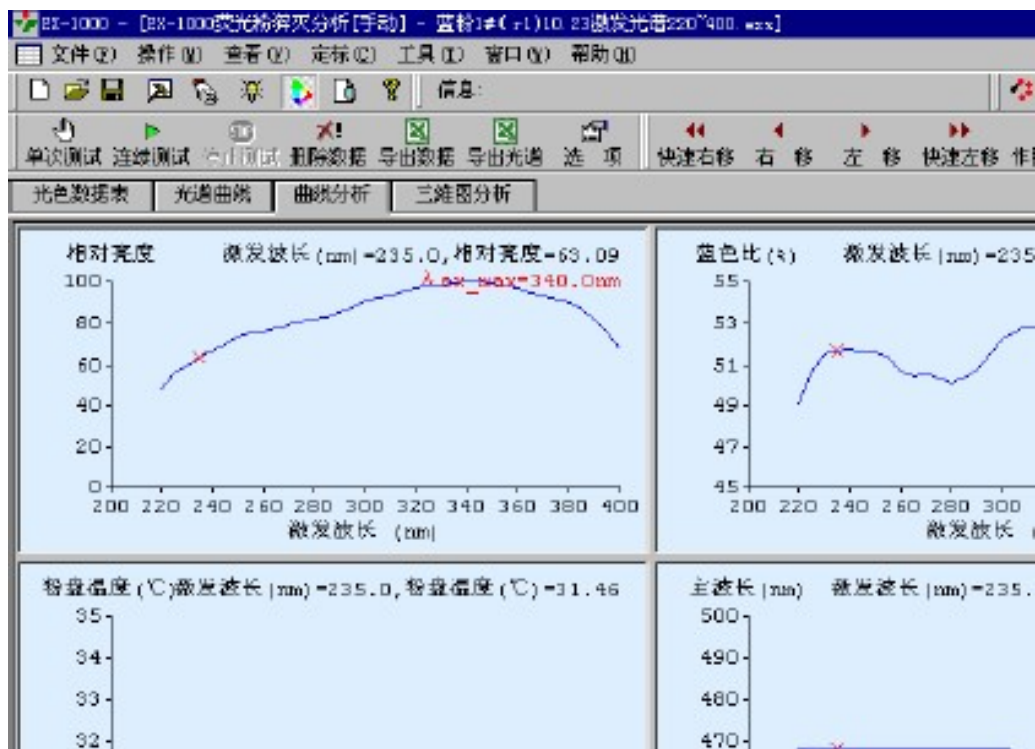 EX-1000 - [EX-1000荧光粉猝灭分析[手动] - 蓝粉1#(r1)10.23激发光谱220~400.exx]
文件(F) 操作(M) 查看(V) 定标(C) 工具(T) 窗口(W) 帮助(H)
信息:
单次测试 连续测试 停止测试 删除数据 导出数据 导出光谱 选 项 快速右移 右 移 左 移 快速左移
光色数据表 光谱曲线 曲线分析 三维图分析
相对亮度 激发波长(nm)=235.0,相对亮度=63.09
λex_max=340.0nm
100
80
60
40
20
0
200 220 240 260 280 300 320 340 360 380 400
激发波长 (nm)
蓝色比(%) 激发波长(nm)=235
55
53
51
49
47
45
200 220 240 260 280 300
激发波长
粉盘温度(℃)激发波长(nm)=235.0,粉盘温度(℃)=31.46
35
34
33
32
主波长(nm) 激发波长(nm)=235.
500
490
480
470